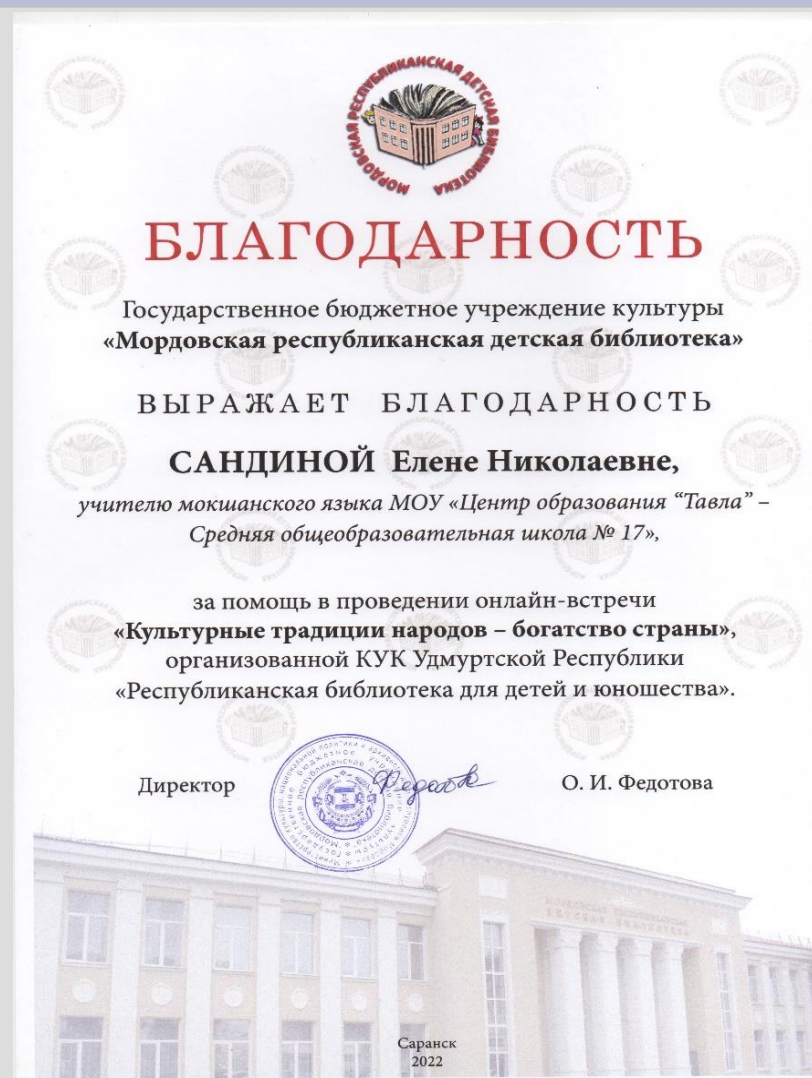 МОРДОВСКАЯ РЕСПУБЛИКАНСКАЯ ДЕТСКАЯ БИБЛИОТЕКА
БЛАГОДАРНОСТЬ
Государственное бюджетное учреждение культуры
«Мордовская республиканская детская библиотека»
ВЫРАЖАЕТ БЛАГОДАРНОСТЬ
САНДИНОЙ Елене Николаевне,
учителю мокшанского языка МОУ «Центр образования “Тавла” –
Средняя общеобразовательная школа № 17»,
за помощь в проведении онлайн-встречи
«Культурные традиции народов – богатство страны»,
организованной КУК Удмуртской Республики
«Республиканская библиотека для детей и юношества».
Директор
О. И. Федотова
Саранск
2022